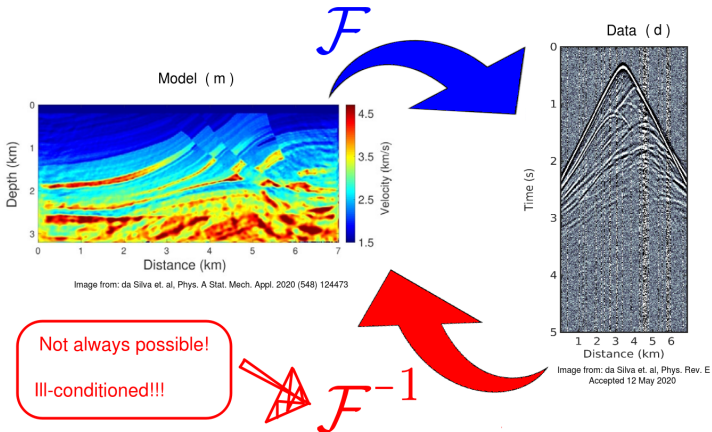 ℱ
Data ( d )
Model ( m )
0
1
2
3
Depth (km)
0 1 2 3 4 5 6 7
Distance (km)
4.5
3.5
2.5
1.5
Velocity (km/s)
Image from: da Silva et. al, Phys. A Stat. Mech. Appl. 2020 (548) 124473
0
1
2
3
4
5
Time (s)
1 2 3 4 5 6
Distance (km)
Image from: da Silva et. al, Phys. Rev. E
Accepted 12 May 2020
Not always possible!
Ill-conditioned!!!
ℱ⁻¹